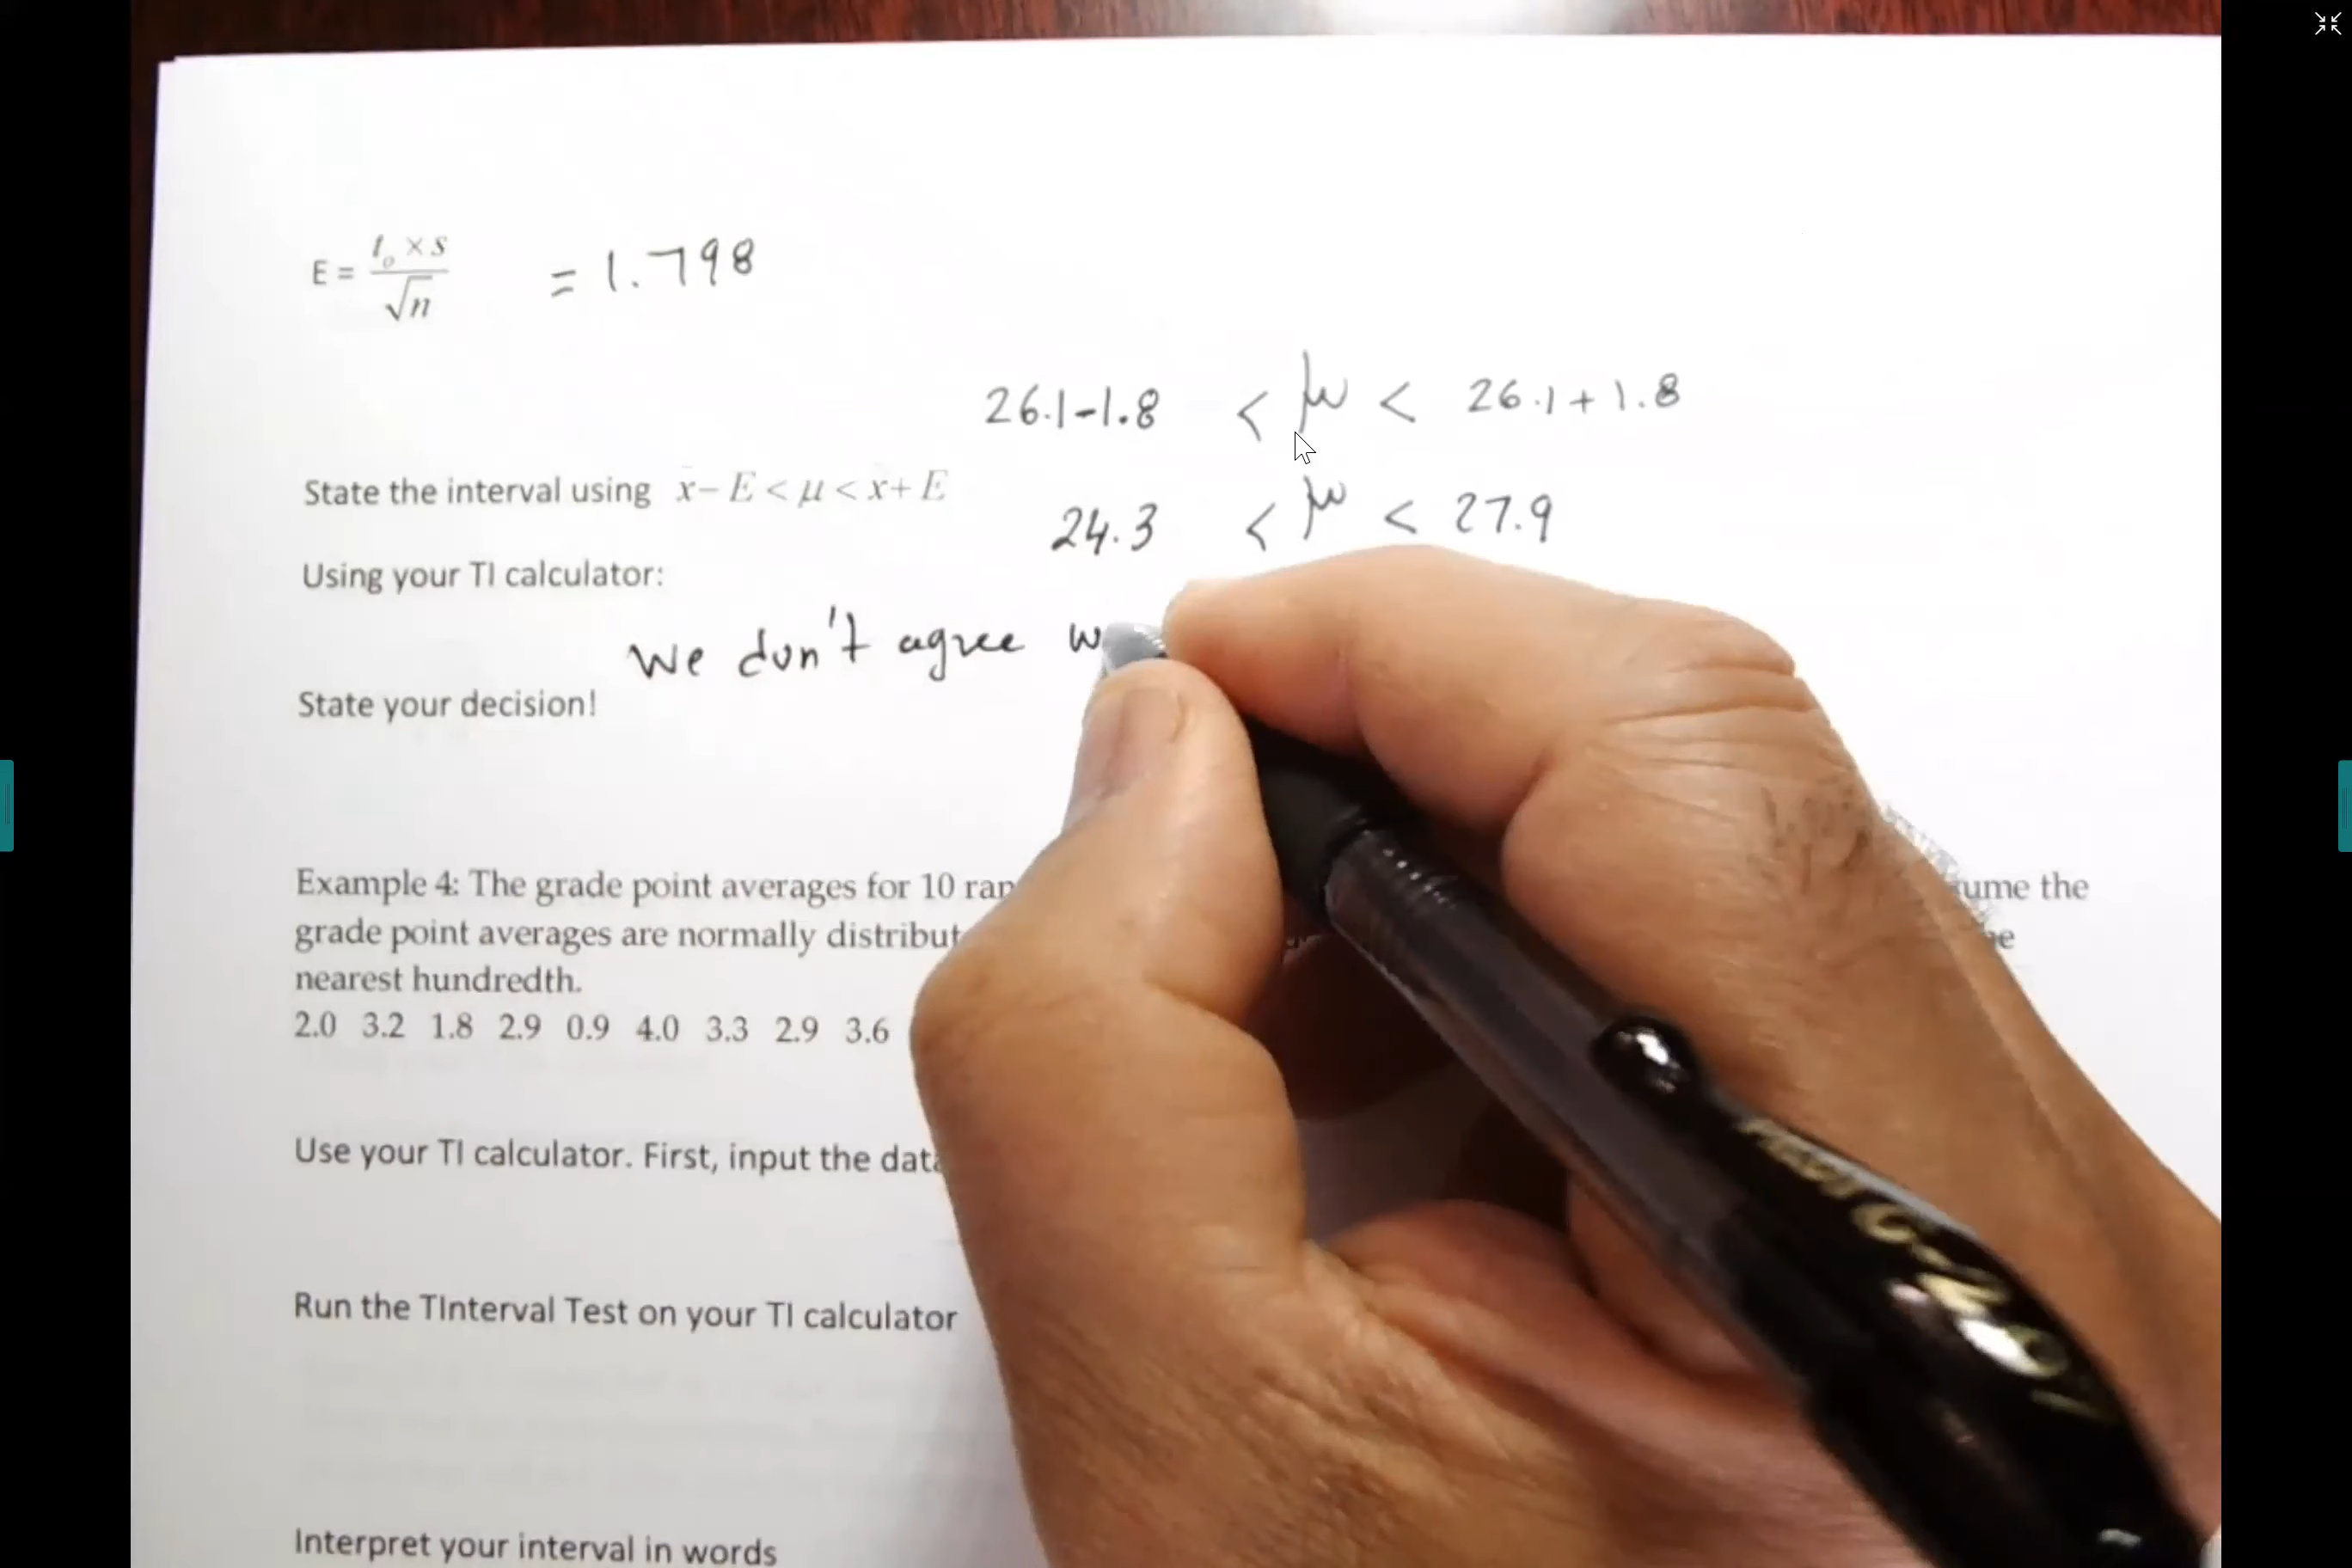 E = t₀ × s / √n = 1.798
26.1-1.8 < μ < 26.1+1.8
State the interval using x̄ - E < μ < x̄ + E
24.3 < μ < 27.9
Using your TI calculator:
We don't agree
State your decision!
Example 4: The grade point averages for 10 the
grade point averages are normally
nearest hundredth.
2.0 3.2 1.8 2.9 0.9 4.0 3.3 2.9 3.6
Use your TI calculator. First, input the
Run the TInterval Test on your TI calculator
Interpret your interval in words